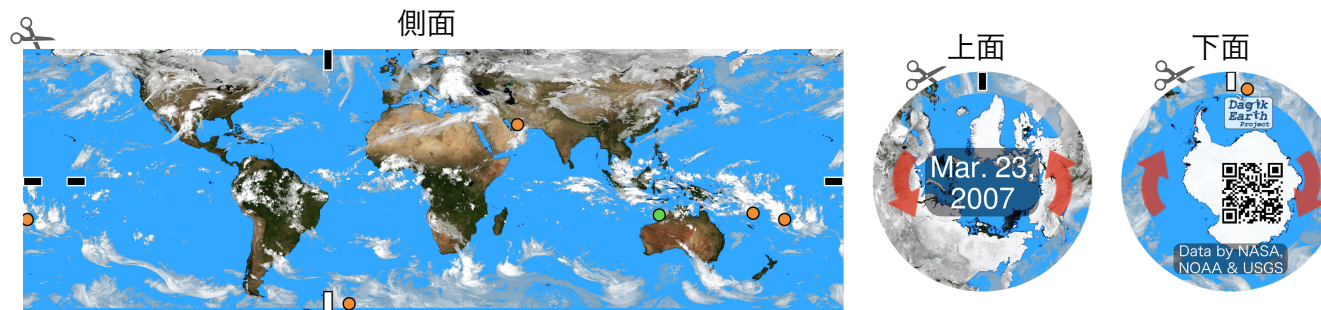 側面
上面
下面
Mar. 23,
2007
Dagik
Earth
Project
Data by NASA,
NOAA & USGS